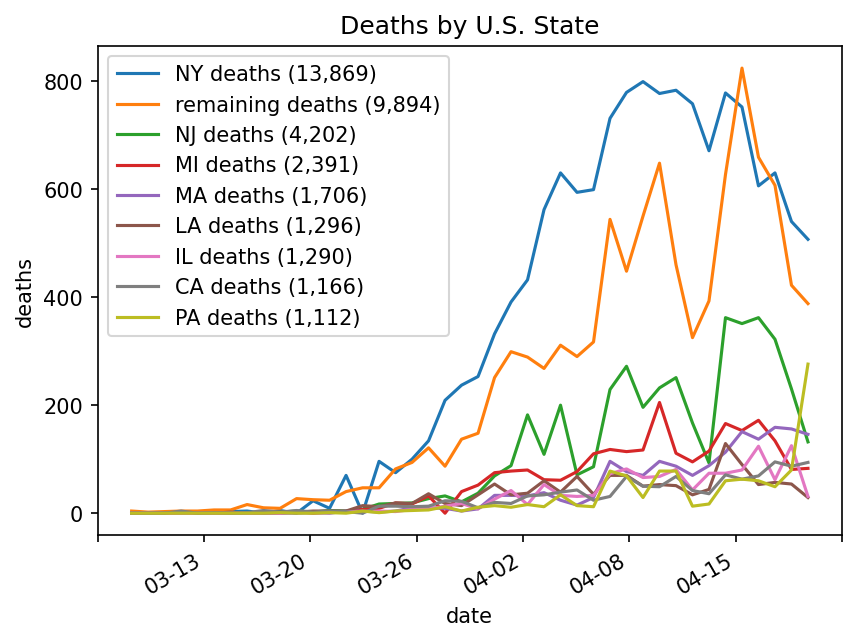 Deaths by U.S. State
NY deaths (13,869)
remaining deaths (9,894)
NJ deaths (4,202)
MI deaths (2,391)
MA deaths (1,706)
LA deaths (1,296)
IL deaths (1,290)
CA deaths (1,166)
PA deaths (1,112)
800
600
400
200
0
deaths
03-13
03-20
03-26
04-02
04-08
04-15
date